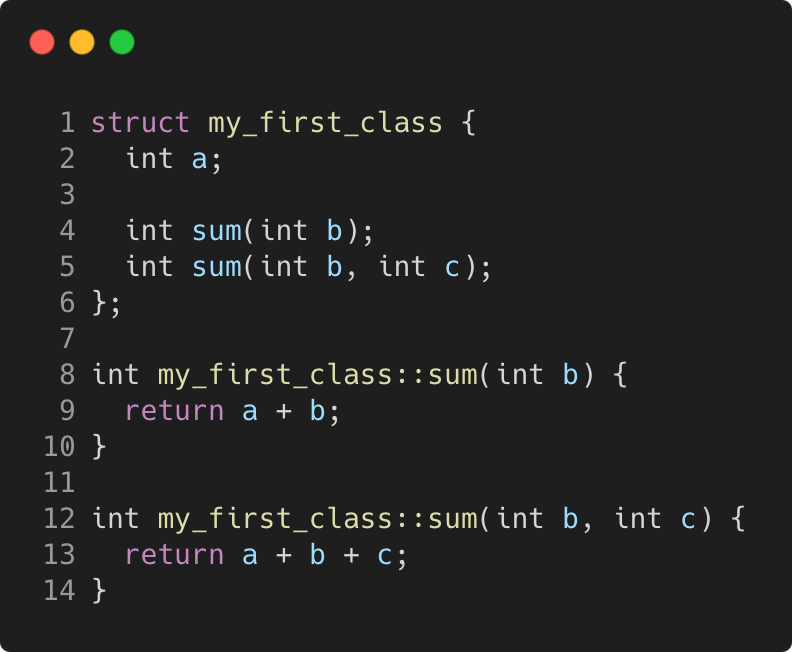 1 struct my_first_class {
2   int a;
3
4   int sum(int b);
5   int sum(int b, int c);
6 };
7
8 int my_first_class::sum(int b) {
9   return a + b;
10 }
11
12 int my_first_class::sum(int b, int c) {
13   return a + b + c;
14 }